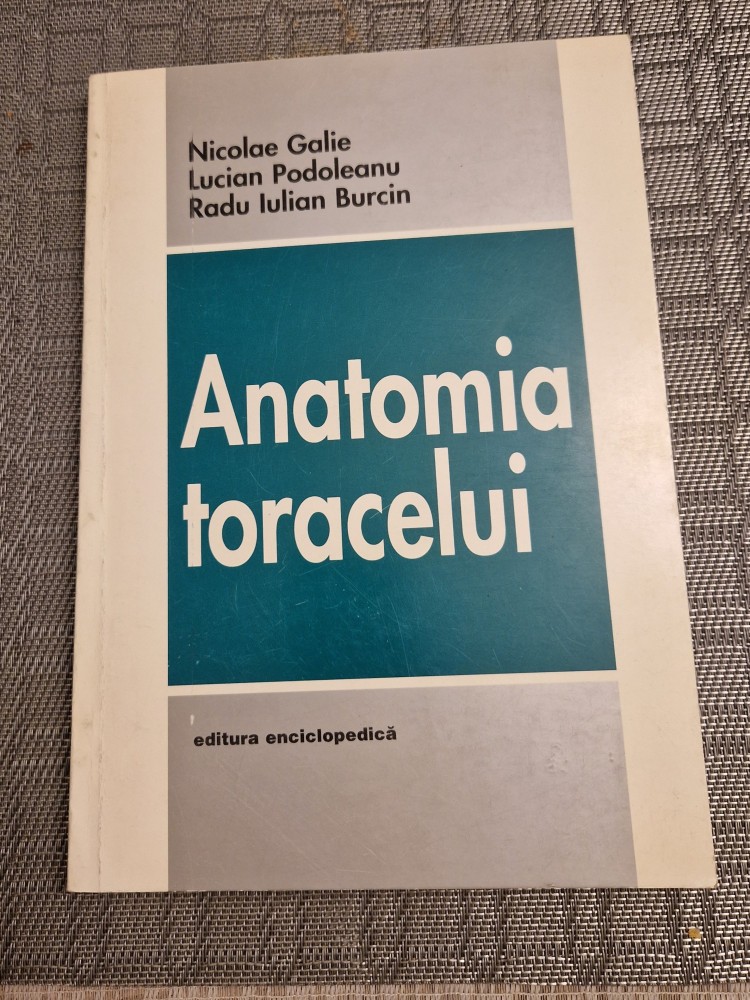 Nicolae Galie
Lucian Podoleanu
Radu Iulian Burcin
Anatomia
toracelui
editura enciclopedică